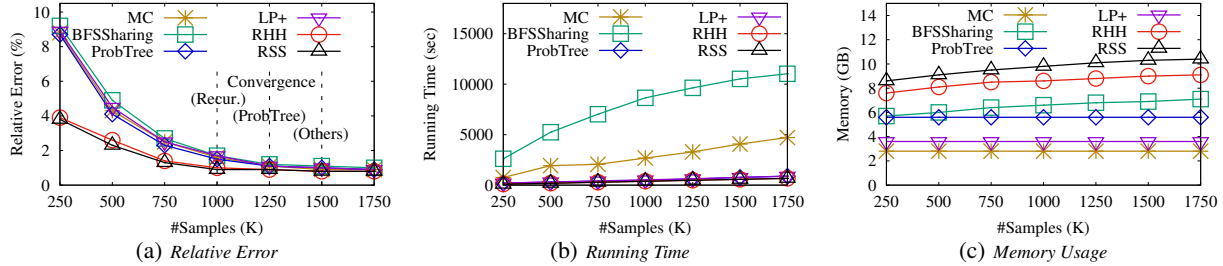 Relative Error (%)
10
8
6
4
2
0
MC
BFSSharing
ProbTree
LP+
RHH
RSS
Convergence
(Recur.)
(ProbTree)
(Others)
250 500 750 1000 1250 1500 1750
#Samples (K)
(a) Relative Error
Running Time (sec)
15000
10000
5000
0
MC
BFSSharing
ProbTree
LP+
RHH
RSS
250 500 750 1000 1250 1500 1750
#Samples (K)
(b) Running Time
Memory (GB)
14
12
10
8
6
4
2
0
MC
BFSSharing
ProbTree
LP+
RHH
RSS
250 500 750 1000 1250 1500 1750
#Samples (K)
(c) Memory Usage